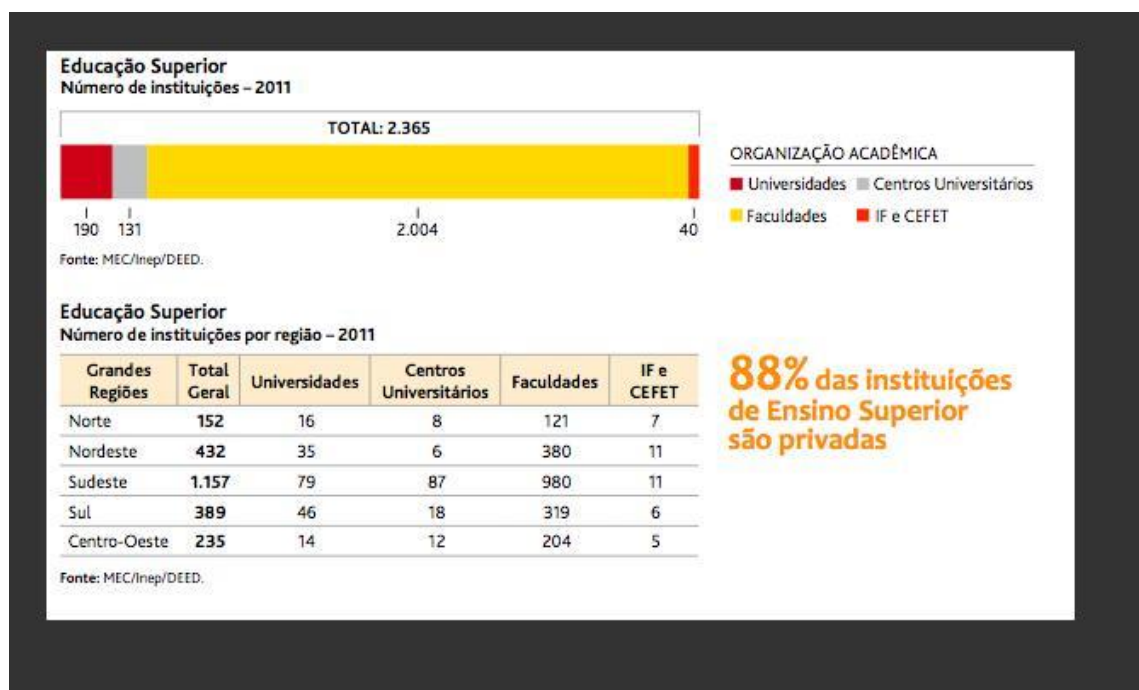 Educação Superior
Número de instituições – 2011
TOTAL: 2.365
190 131 2.004 40
Fonte: MEC/Inep/DEED.
ORGANIZAÇÃO ACADÊMICA
Universidades Centros Universitários
Faculdades IF e CEFET
Educação Superior
Número de instituições por região – 2011
Grandes Regiões Total Geral Universidades Centros Universitários Faculdades IF e CEFET
Norte 152 16 8 121 7
Nordeste 432 35 6 380 11
Sudeste 1.157 79 87 980 11
Sul 389 46 18 319 6
Centro-Oeste 235 14 12 204 5
Fonte: MEC/Inep/DEED.
88% das instituições
de Ensino Superior
são privadas